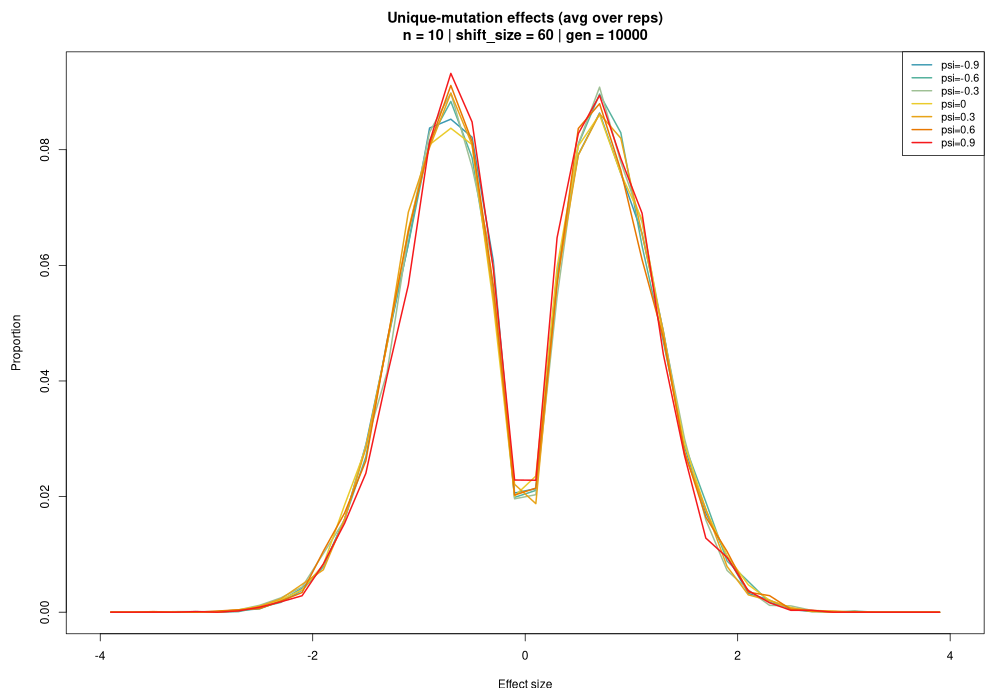 Unique-mutation effects (avg over reps)
n = 10 | shift_size = 60 | gen = 10000
psi=-0.9
psi=-0.6
psi=-0.3
psi=0
psi=0.3
psi=0.6
psi=0.9
Proportion
0.08
0.06
0.04
0.02
0.00
-4
-2
0
2
4
Effect size